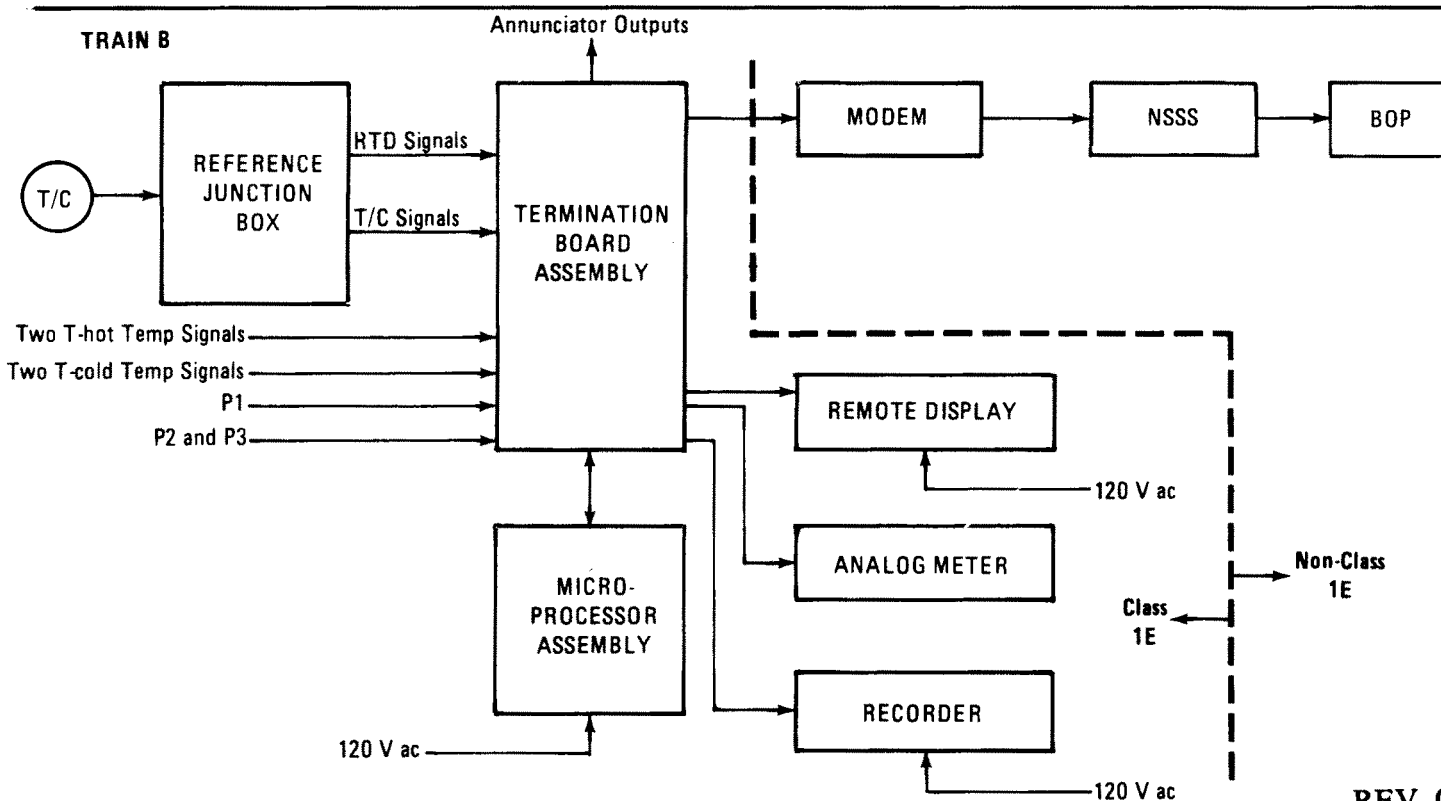 TRAIN B
Annunciator Outputs
T/C
REFERENCE
JUNCTION
BOX
RTD Signals
T/C Signals
TERMINATION
BOARD
ASSEMBLY
MODEM
NSSS
BOP
Two T-hot Temp Signals
Two T-cold Temp Signals
P1
P2 and P3
REMOTE DISPLAY
120 V ac
ANALOG METER
MICRO-
PROCESSOR
ASSEMBLY
120 V ac
RECORDER
120 V ac
Class
1E
Non-Class
1E
REV.